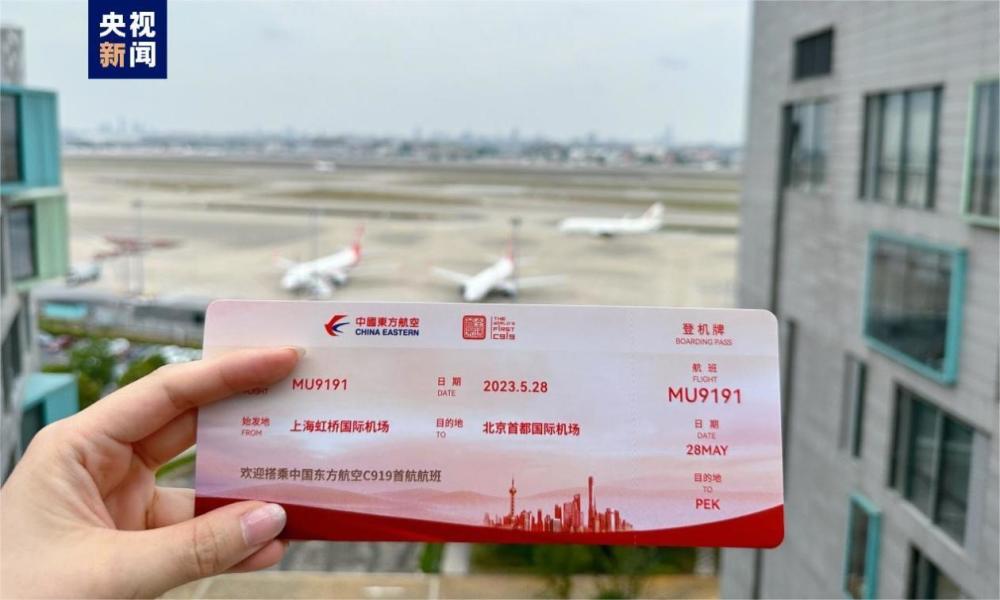 央视
新闻
中國東方航空
CHINA EASTERN
THE
WORLD'S
FIRST
C919
登机牌
BOARDING PASS
FLIGHT MU9191
日期 2023.5.28
DATE
航班
FLIGHT
MU9191
始发地 上海虹桥国际机场
FROM
目的地 北京首都国际机场
TO
日期
DATE
28MAY
欢迎搭乘中国东方航空C919首航航班
目的地
TO
PEK